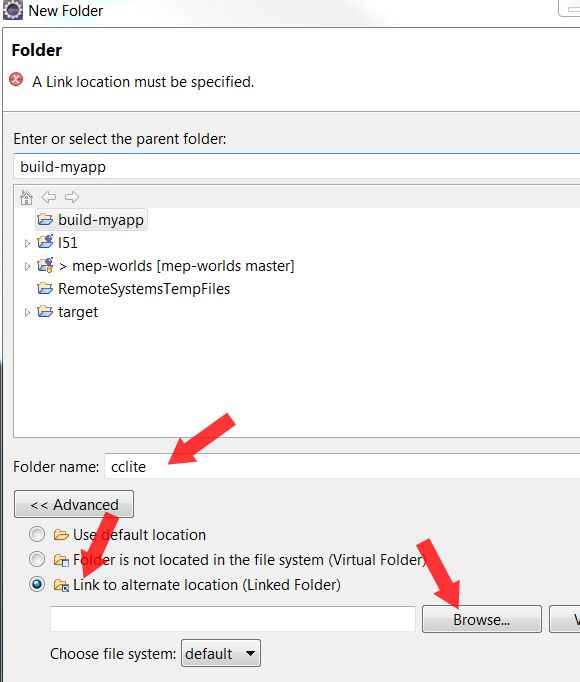 New Folder
Folder
A Link location must be specified.
Enter or select the parent folder:
build-myapp
build-myapp
I51
> mep-worlds [mep-worlds master]
RemoteSystemsTempFiles
target
Folder name: cclite
<< Advanced
Use default location
Folder is not located in the file system (Virtual Folder)
Link to alternate location (Linked Folder)
Browse... V
Choose file system: default